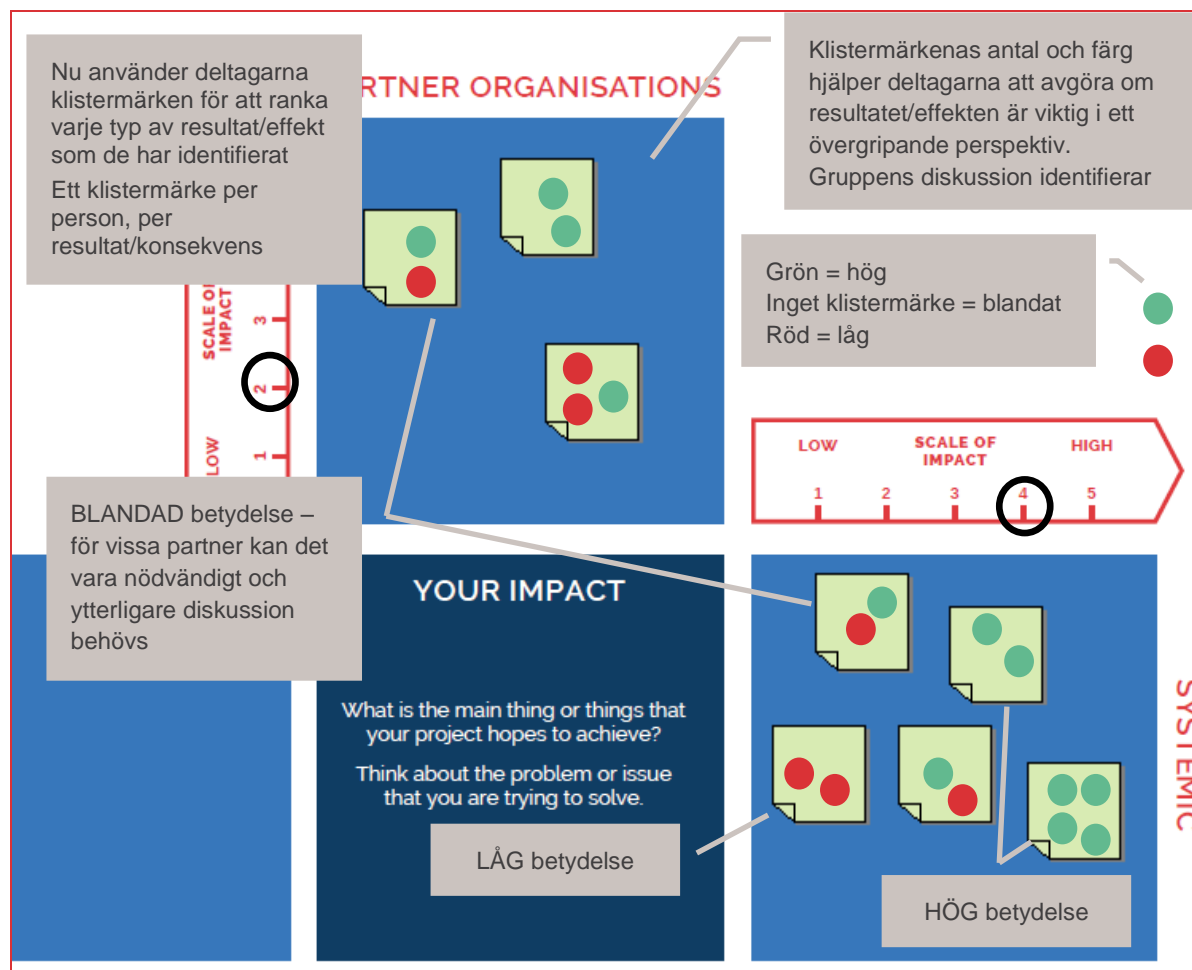 Nu använder deltagarna
klistermärken för att ranka
varje typ av resultat/effekt
som de har identifierat
Ett klistermärke per
person, per
resultat/konsekvens
RTNER ORGANISATIONS
Klistermärkenas antal och färg
hjälper deltagarna att avgöra om
resultatet/effekten är viktig i ett
övergripande perspektiv.
Gruppens diskussion identifierar
Grön = hög
Inget klistermärke = blandat
Röd = låg
SCALE OF
IMPACT
3
2
1
LOW
LOW
SCALE OF
IMPACT
HIGH
1 2 3 4 5
BLANDAD betydelse –
för vissa partner kan det
vara nödvändigt och
ytterligare diskussion
behövs
YOUR IMPACT
What is the main thing or things that
your project hopes to achieve?
Think about the problem or issue
that you are trying to solve.
LÅG betydelse
HÖG betydelse
SYSTEMIC